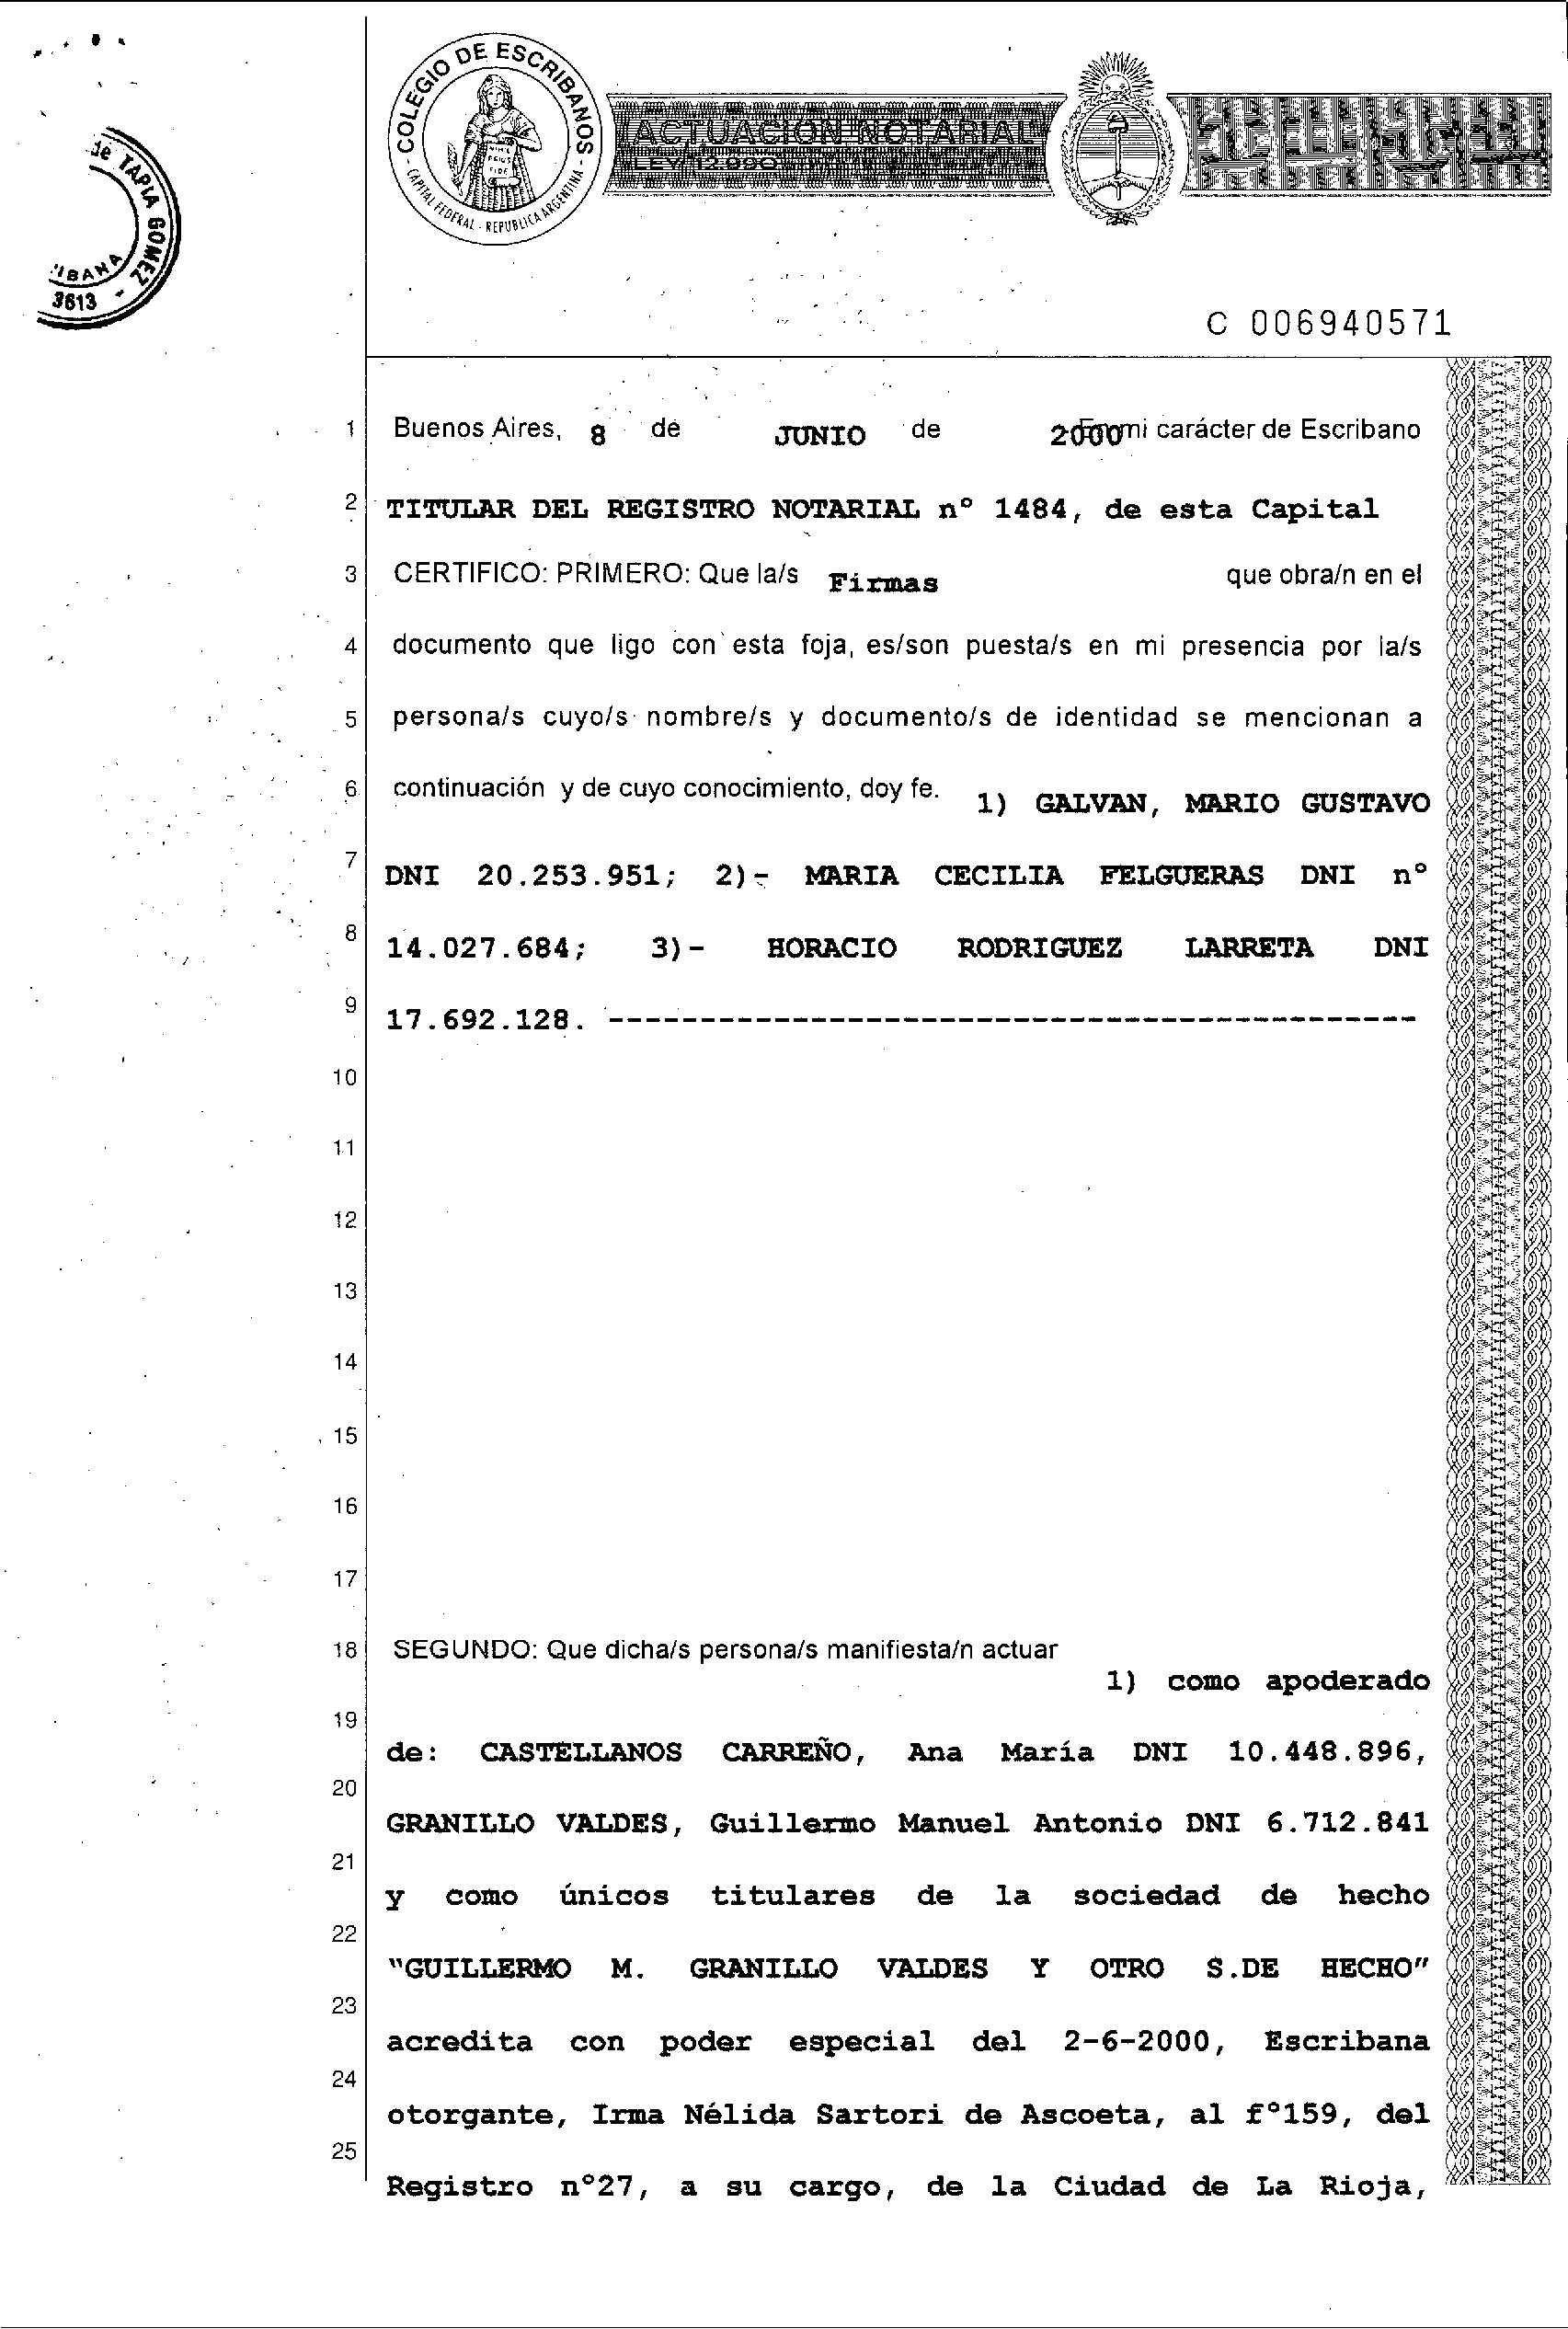 de TAPIA GOMEZ -
3613
COLEGIO DE ESCRIBANOS
- CAPITAL FEDERAL - REPUBLICA ARGENTINA -
ACTUACION NOTARIAL
LEY 12.990
C 006940571
1 Buenos Aires, 8 de JUNIO de 2000 En mi carácter de Escribano
2 TITULAR DEL REGISTRO NOTARIAL nº 1484, de esta Capital
3 CERTIFICO: PRIMERO: Que la/s Firmas que obra/n en el
4 documento que ligo con esta foja, es/son puesta/s en mi presencia por la/s
5 persona/s cuyo/s nombre/s y documento/s de identidad se mencionan a
6 continuación y de cuyo conocimiento, doy fe. 1) GALVAN, MARIO GUSTAVO
7 DNI 20.253.951; 2)- MARIA CECILIA FELGUERAS DNI nº
8 14.027.684; 3)- HORACIO RODRIGUEZ LARRETA DNI
9 17.692.128. --------------------------------------------
10
11
12
13
14
15
16
17
18 SEGUNDO: Que dicha/s persona/s manifiesta/n actuar
1) como apoderado
19
de: CASTELLANOS CARREÑO, Ana María DNI 10.448.896,
20
GRANILLO VALDES, Guillermo Manuel Antonio DNI 6.712.841
21
y como únicos titulares de la sociedad de hecho
22
"GUILLERMO M. GRANILLO VALDES Y OTRO S.DE HECHO"
23
acredita con poder especial del 2-6-2000, Escribana
24
otorgante, Irma Nélida Sartori de Ascoeta, al fº159, del
25
Registro nº27, a su cargo, de la Ciudad de La Rioja,